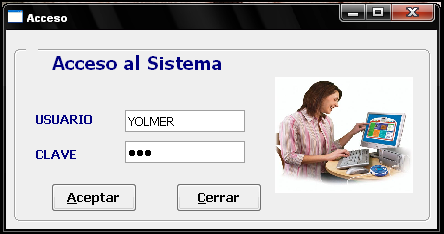 Acceso
Acceso al Sistema
USUARIO YOLMER
CLAVE ●●●
Aceptar Cerrar